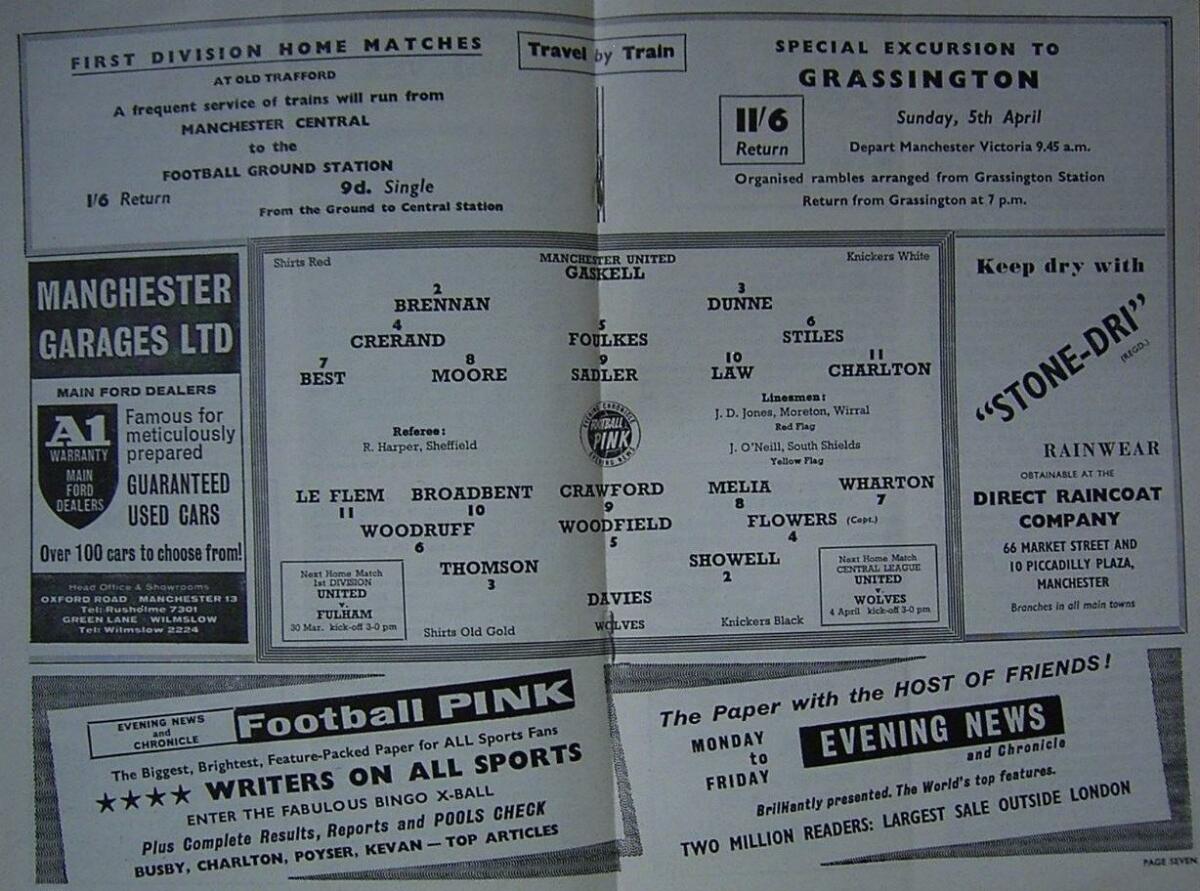 FIRST DIVISION HOME MATCHES
AT OLD TRAFFORD
A frequent service of trains will run from
MANCHESTER CENTRAL
to the
FOOTBALL GROUND STATION
1/6 Return
9d. Single
From the Ground to Central Station
Travel by Train
SPECIAL EXCURSION TO
GRASSINGTON
11/6
Return
Sunday, 5th April
Depart Manchester Victoria 9.45 a.m.
Organised rambles arranged from Grassington Station
Return from Grassington at 7 p.m.
MANCHESTER
GARAGES LTD
MAIN FORD DEALERS
A1
WARRANTY
MAIN
FORD
DEALERS
Famous for
meticulously
prepared
GUARANTEED
USED CARS
Over 100 cars to choose from!
Head Office & Showrooms
OXFORD ROAD MANCHESTER 13
Tel: Rusholme 7301
GREEN LANE WILMSLOW
Tel: Wilmslow 2224
Shirts Red
MANCHESTER UNITED
Knickers White
GASKELL
2
3
BRENNAN
DUNNE
4
5
6
CRERAND
FOULKES
STILES
7
8
9
10
11
BEST
MOORE
SADLER
LAW
CHARLTON
Referee:
R. Harper, Sheffield
EVENING CHRONICLE
FOOTBALL
PINK
EVENING NEWS
Linesmen:
J. D. Jones, Moreton, Wirral
Red Flag
J. O'Neill, South Shields
Yellow Flag
LE FLEM
BROADBENT
CRAWFORD
MELIA
WHARTON
11
10
9
8
7
WOODRUFF
WOODFIELD
FLOWERS (Capt.)
6
5
4
THOMSON
SHOWELL
3
2
DAVIES
Next Home Match
1st DIVISION
UNITED
v.
FULHAM
30 Mar. kick-off 3-0 pm
Shirts Old Gold
WOLVES
Knickers Black
Next Home Match
CENTRAL LEAGUE
UNITED
v.
WOLVES
4 April kick-off 3-0 pm
Keep dry with
"STONE-DRI"
(REGD.)
RAINWEAR
OBTAINABLE AT THE
DIRECT RAINCOAT
COMPANY
66 MARKET STREET AND
10 PICCADILLY PLAZA,
MANCHESTER
Branches in all main towns
EVENING NEWS
and
CHRONICLE
Football PINK
The Biggest, Brightest, Feature-Packed Paper for ALL Sports Fans
★★★★ WRITERS ON ALL SPORTS
ENTER THE FABULOUS BINGO X-BALL
Plus Complete Results, Reports and POOLS CHECK
BUSBY, CHARLTON, POYSER, KEVAN — TOP ARTICLES
The Paper with the HOST OF FRIENDS!
MONDAY
to
FRIDAY
EVENING NEWS
and Chronicle
Brilliantly presented. The World's top features.
TWO MILLION READERS: LARGEST SALE OUTSIDE LONDON
PAGE SEVEN